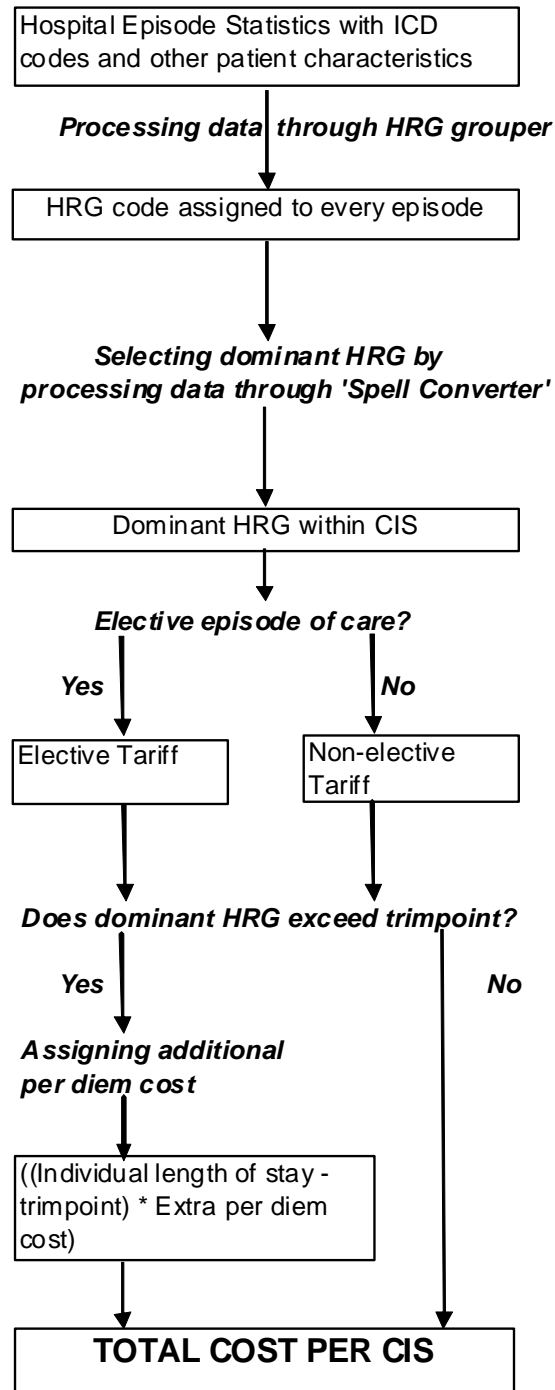 Hospital Episode Statistics with ICD
codes and other patient characteristics
Processing data through HRG grouper
HRG code assigned to every episode
Selecting dominant HRG by
processing data through 'Spell Converter'
Dominant HRG within CIS
Elective episode of care?
Yes
No
Elective Tariff
Non-elective
Tariff
Does dominant HRG exceed trimpoint?
Yes
No
Assigning additional
per diem cost
((Individual length of stay -
trimpoint) * Extra per diem
cost)
TOTAL COST PER CIS